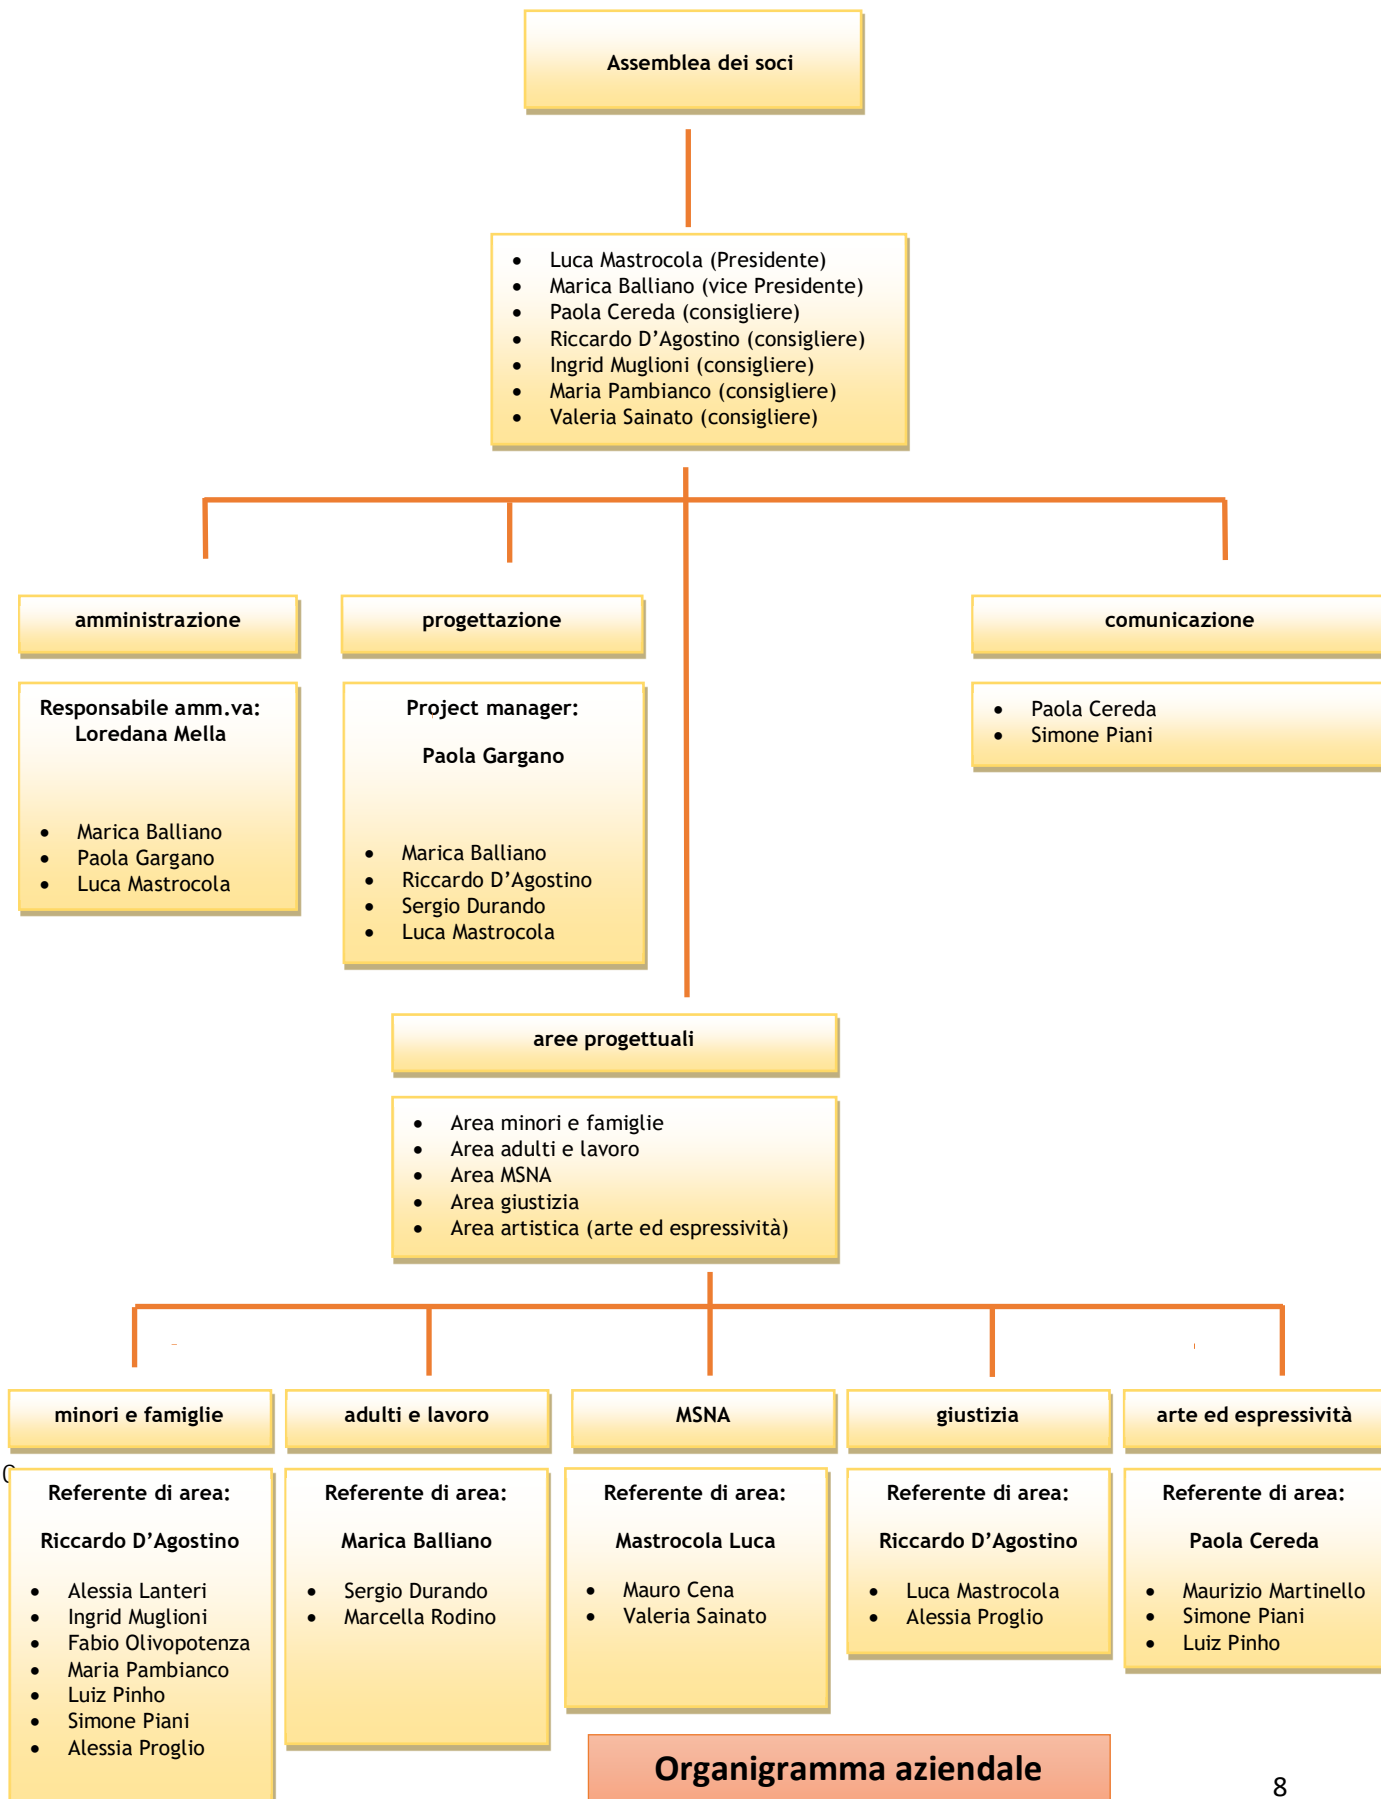 Assemblea dei soci
• Luca Mastrocola (Presidente)
• Marica Balliano (vice Presidente)
• Paola Cereda (consigliere)
• Riccardo D’Agostino (consigliere)
• Ingrid Muglioni (consigliere)
• Maria Pambianco (consigliere)
• Valeria Sainato (consigliere)
amministrazione
Responsabile amm.va:
Loredana Mella
• Marica Balliano
• Paola Gargano
• Luca Mastrocola
progettazione
Project manager:
Paola Gargano
• Marica Balliano
• Riccardo D’Agostino
• Sergio Durando
• Luca Mastrocola
comunicazione
• Paola Cereda
• Simone Piani
aree progettuali
• Area minori e famiglie
• Area adulti e lavoro
• Area MSNA
• Area giustizia
• Area artistica (arte ed espressività)
minori e famiglie
Referente di area:
Riccardo D’Agostino
• Alessia Lanteri
• Ingrid Muglioni
• Fabio Olivopotenza
• Maria Pambianco
• Luiz Pinho
• Simone Piani
• Alessia Proglio
adulti e lavoro
Referente di area:
Marica Balliano
• Sergio Durando
• Marcella Rodino
MSNA
Referente di area:
Mastrocola Luca
• Mauro Cena
• Valeria Sainato
giustizia
Referente di area:
Riccardo D’Agostino
• Luca Mastrocola
• Alessia Proglio
arte ed espressività
Referente di area:
Paola Cereda
• Maurizio Martinello
• Simone Piani
• Luiz Pinho
Organigramma aziendale
8